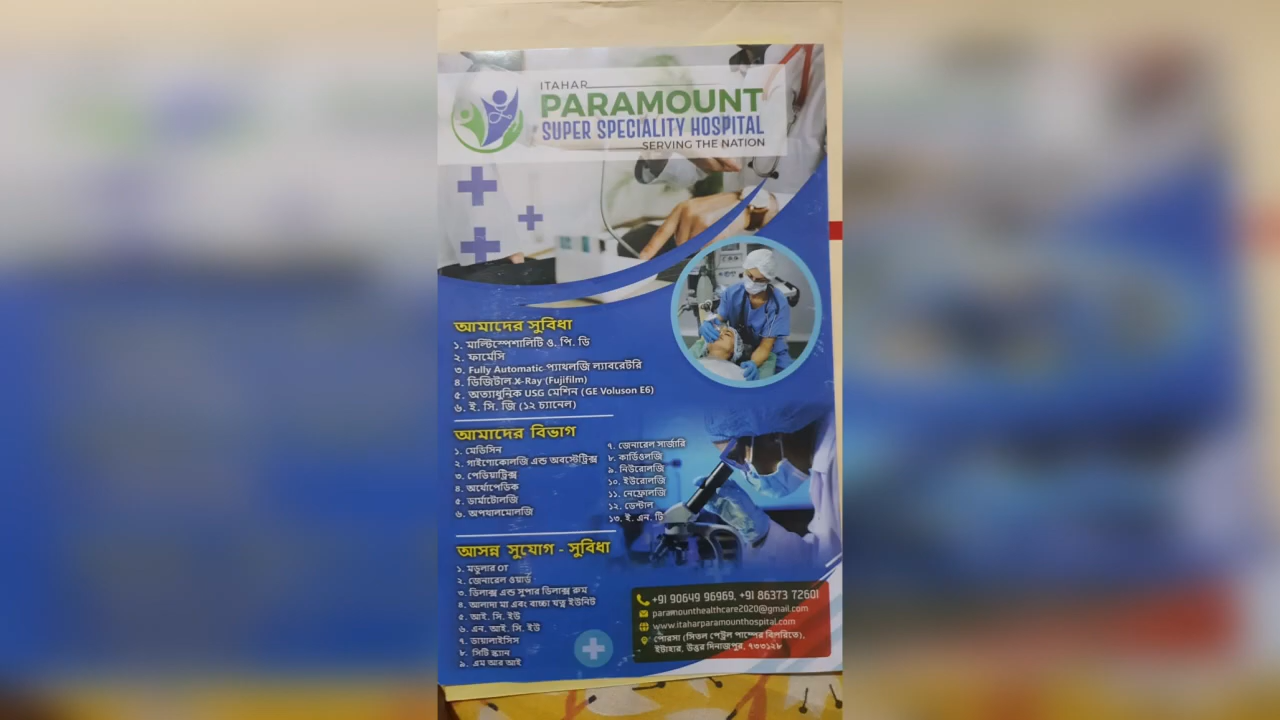 ITAHAR
PARAMOUNT
SUPER SPECIALITY HOSPITAL
SERVING THE NATION
আমাদের সুবিধা
১. মাল্টিস্পেশালিটি ও. পি. ডি
২. ফার্মেসি
৩. Fully Automatic প্যাথলজি ল্যাবরেটরি
৪. ডিজিটাল X-Ray (Fujifilm)
৫. অত্যাধুনিক USG মেশিন (GE Voluson E6)
৬. ই. সি. জি (১২ চ্যানেল)
আমাদের বিভাগ
১. মেডিসিন
২. গাইণোকোলজি এন্ড অবস্টেট্রিক্স
৩. পেডিয়াট্রিক্স
৪. অর্থোপেডিক
৫. ডার্মাটোলজি
৬. অপথালমোলজি
৭. জেনারেল সার্জারি
৮. কার্ডিওলজি
৯. নিউরোলজি
১০. ইউরোলজি
১১. নেফ্রোলজি
১২. ডেন্টাল
১৩. ই. এন. টি
আসন্ন সুযোগ - সুবিধা
১. মডুলার OT
২. জেনারেল ওয়ার্ড
৩. ডিলাক্স এন্ড সুপার ডিলাক্স রুম
৪. আলাদা মা এবং বাচ্চা যত্ন ইউনিট
৫. আই. সি. ইউ
৬. এন. আই. সি. ইউ
৭. ডায়ালাইসিস
৮. সিটি স্ক্যান
৯. এম আর আই
+91 90649 96969, +91 86373 72601
paramounthealthcare2020@gmail.com
www.itaharparamounthospital.com
পোরসা (সিতল পেট্রল পাম্পের বিপরিতে),
ইটাহার, উত্তর দিনাজপুর, ৭৩৩১২৮